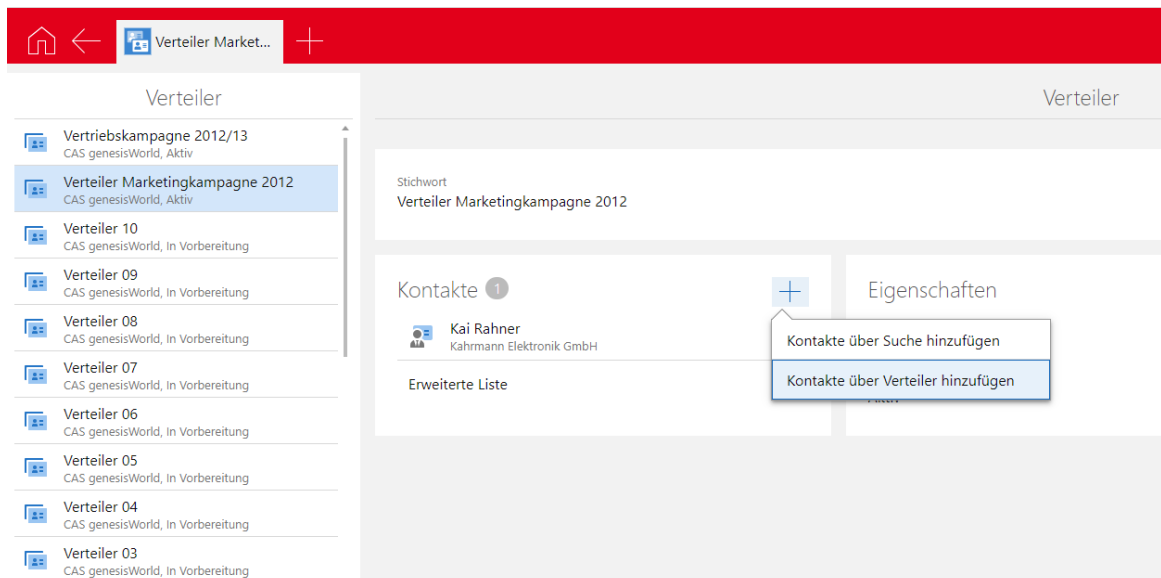 Verteiler Market...
Verteiler
Vertriebskampagne 2012/13
CAS genesisWorld, Aktiv
Verteiler Marketingkampagne 2012
CAS genesisWorld, Aktiv
Verteiler 10
CAS genesisWorld, In Vorbereitung
Verteiler 09
CAS genesisWorld, In Vorbereitung
Verteiler 08
CAS genesisWorld, In Vorbereitung
Verteiler 07
CAS genesisWorld, In Vorbereitung
Verteiler 06
CAS genesisWorld, In Vorbereitung
Verteiler 05
CAS genesisWorld, In Vorbereitung
Verteiler 04
CAS genesisWorld, In Vorbereitung
Verteiler 03
CAS genesisWorld, In Vorbereitung
Verteiler
Stichwort
Verteiler Marketingkampagne 2012
Kontakte 1
Kai Rahner
Kahrmann Elektronik GmbH
Erweiterte Liste
Kontakte über Suche hinzufügen
Kontakte über Verteiler hinzufügen
Eigenschaften